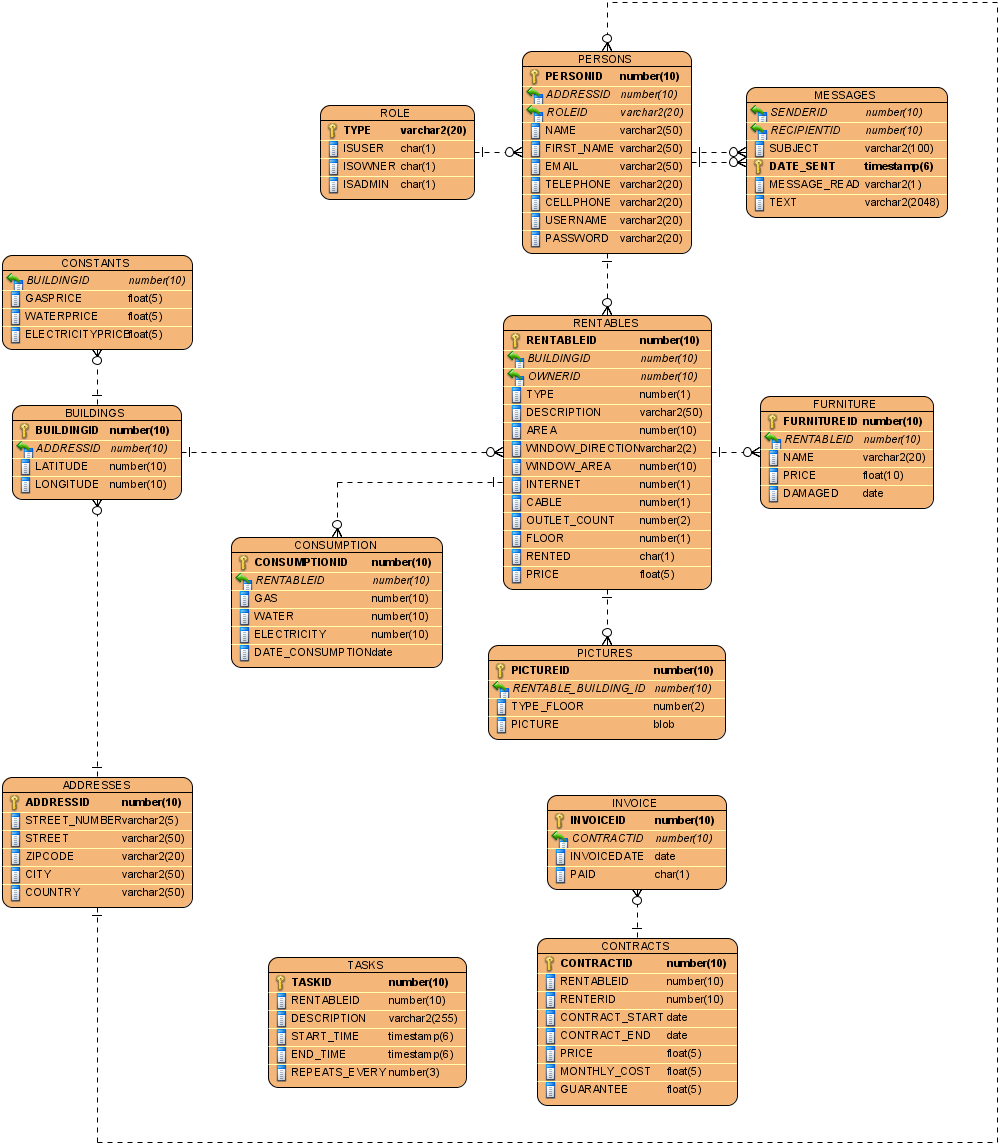 PERSONS
PERSONID number(10)
ADDRESSID number(10)
ROLEID varchar2(20)
NAME varchar2(50)
FIRST_NAME varchar2(50)
EMAIL varchar2(50)
TELEPHONE varchar2(20)
CELLPHONE varchar2(20)
USERNAME varchar2(20)
PASSWORD varchar2(20)
MESSAGES
SENDERID number(10)
RECIPIENTID number(10)
SUBJECT varchar2(100)
DATE_SENT timestamp(6)
MESSAGE_READ varchar2(1)
TEXT varchar2(2048)
ROLE
TYPE varchar2(20)
ISUSER char(1)
ISOWNER char(1)
ISADMIN char(1)
CONSTANTS
BUILDINGID number(10)
GASPRICE float(5)
WATERPRICE float(5)
ELECTRICITYPRICE float(5)
RENTABLES
RENTABLEID number(10)
BUILDINGID number(10)
OWNERID number(10)
TYPE number(1)
DESCRIPTION varchar2(50)
AREA number(10)
WINDOW_DIRECTION varchar2(2)
WINDOW_AREA number(10)
INTERNET number(1)
CABLE number(1)
OUTLET_COUNT number(2)
FLOOR number(1)
RENTED char(1)
PRICE float(5)
BUILDINGS
BUILDINGID number(10)
ADDRESSID number(10)
LATITUDE number(10)
LONGITUDE number(10)
FURNITURE
FURNITUREID number(10)
RENTABLEID number(10)
NAME varchar2(20)
PRICE float(10)
DAMAGED date
CONSUMPTION
CONSUMPTIONID number(10)
RENTABLEID number(10)
GAS number(10)
WATER number(10)
ELECTRICITY number(10)
DATE_CONSUMPTION date
PICTURES
PICTUREID number(10)
RENTABLE_BUILDING_ID number(10)
TYPE_FLOOR number(2)
PICTURE blob
ADDRESSES
ADDRESSID number(10)
STREET_NUMBER varchar2(5)
STREET varchar2(50)
ZIPCODE varchar2(20)
CITY varchar2(50)
COUNTRY varchar2(50)
INVOICE
INVOICEID number(10)
CONTRACTID number(10)
INVOICEDATE date
PAID char(1)
CONTRACTS
CONTRACTID number(10)
RENTABLEID number(10)
RENTERID number(10)
CONTRACT_START date
CONTRACT_END date
PRICE float(5)
MONTHLY_COST float(5)
GUARANTEE float(5)
TASKS
TASKID number(10)
RENTABLEID number(10)
DESCRIPTION varchar2(255)
START_TIME timestamp(6)
END_TIME timestamp(6)
REPEATS_EVERY number(3)